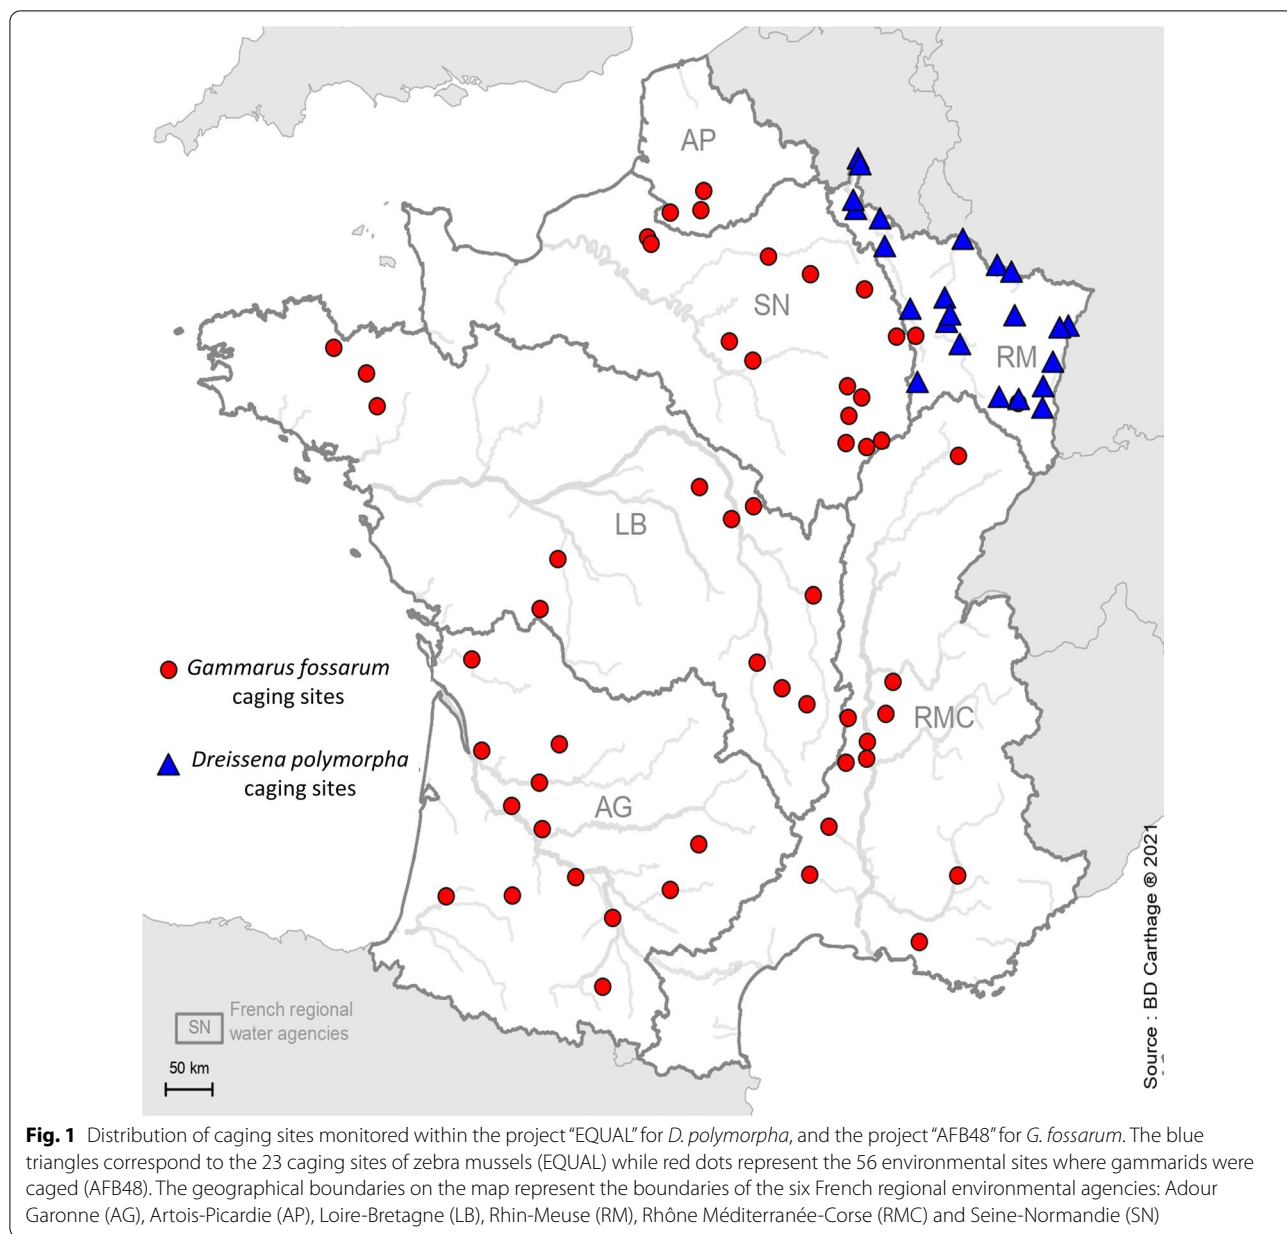 AP
SN
RM
LB
Gammarus fossarum
caging sites
RMC
Dreissena polymorpha
caging sites
AG
Source : BD Carthage ® 2021
SN
French regional
water agencies
50 km
Fig. 1 Distribution of caging sites monitored within the project “EQUAL” for D. polymorpha, and the project “AFB48” for G. fossarum. The blue
triangles correspond to the 23 caging sites of zebra mussels (EQUAL) while red dots represent the 56 environmental sites where gammarids were
caged (AFB48). The geographical boundaries on the map represent the boundaries of the six French regional environmental agencies: Adour
Garonne (AG), Artois-Picardie (AP), Loire-Bretagne (LB), Rhin-Meuse (RM), Rhône Méditerranée-Corse (RMC) and Seine-Normandie (SN)